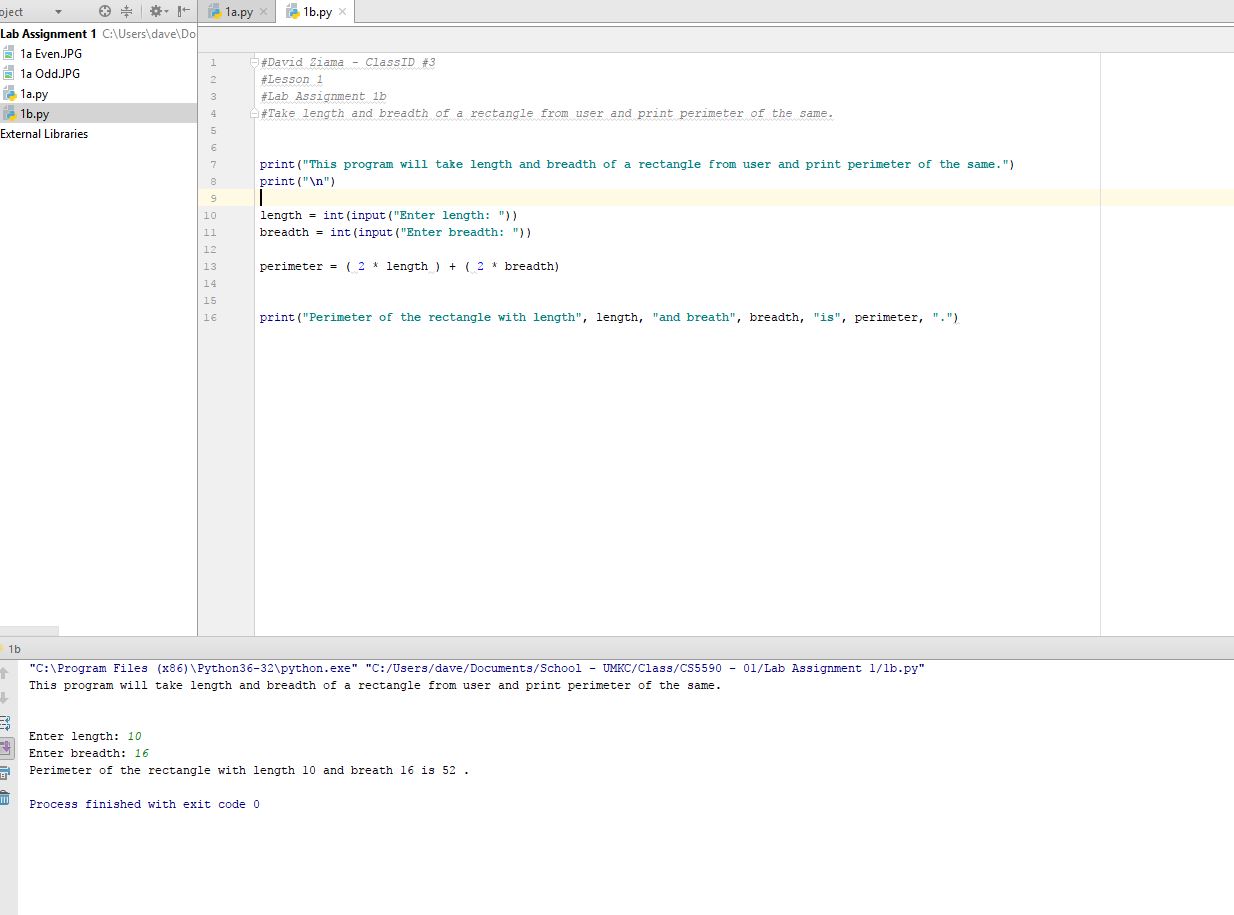 oject
1a.py
1b.py
Lab Assignment 1 C:\Users\dave\Do
1a Even.JPG
1a Odd.JPG
1a.py
1b.py
External Libraries
1 #David Ziama - ClassID #3
2 #Lesson 1
3 #Lab Assignment 1b
4 #Take length and breadth of a rectangle from user and print perimeter of the same.
5
6
7 print("This program will take length and breadth of a rectangle from user and print perimeter of the same.")
8 print("\n")
9
10 length = int(input("Enter length: "))
11 breadth = int(input("Enter breadth: "))
12
13 perimeter = ( 2 * length ) + ( 2 * breadth)
14
15
16 print("Perimeter of the rectangle with length", length, "and breath", breadth, "is", perimeter, ".")
1b
"C:\Program Files (x86)\Python36-32\python.exe" "C:/Users/dave/Documents/School - UMKC/Class/CS5590 - 01/Lab Assignment 1/1b.py"
This program will take length and breadth of a rectangle from user and print perimeter of the same.
Enter length: 10
Enter breadth: 16
Perimeter of the rectangle with length 10 and breath 16 is 52 .
Process finished with exit code 0